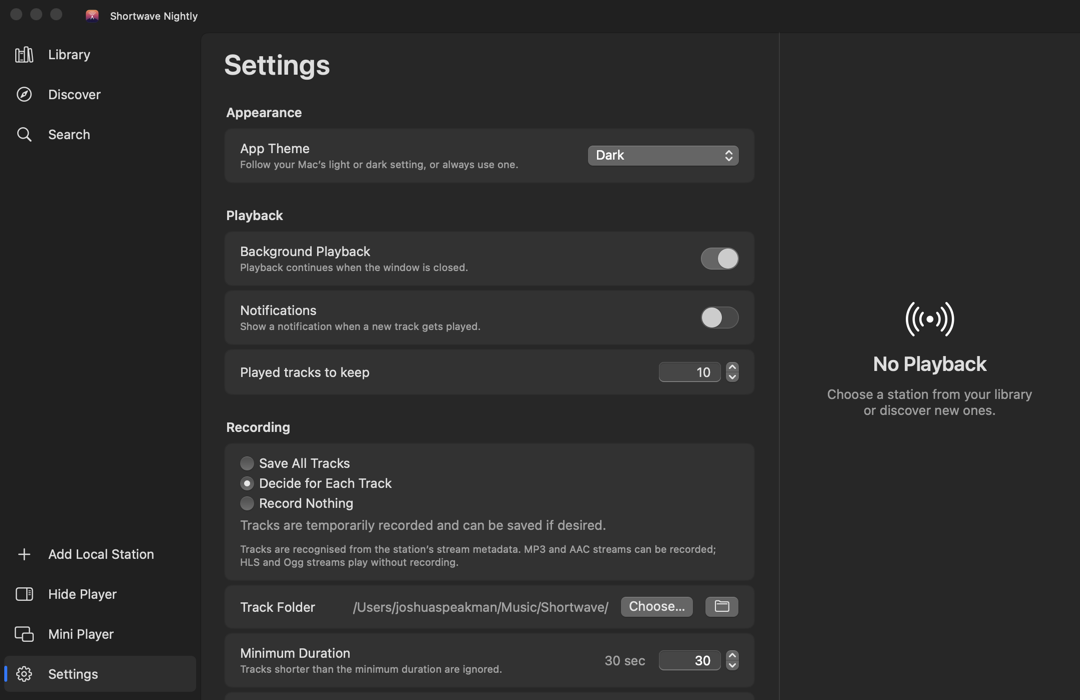 Shortwave Nightly
Library
Discover
Search
Add Local Station
Hide Player
Mini Player
Settings
Settings
Appearance
App Theme
Follow your Mac's light or dark setting, or always use one.
Dark
Playback
Background Playback
Playback continues when the window is closed.
Notifications
Show a notification when a new track gets played.
Played tracks to keep
10
Recording
Save All Tracks
Decide for Each Track
Record Nothing
Tracks are temporarily recorded and can be saved if desired.
Tracks are recognised from the station's stream metadata. MP3 and AAC streams can be recorded;
HLS and Ogg streams play without recording.
Track Folder
/Users/joshuaspeakman/Music/Shortwave/
Choose...
Minimum Duration
Tracks shorter than the minimum duration are ignored.
30 sec
30
No Playback
Choose a station from your library
or discover new ones.